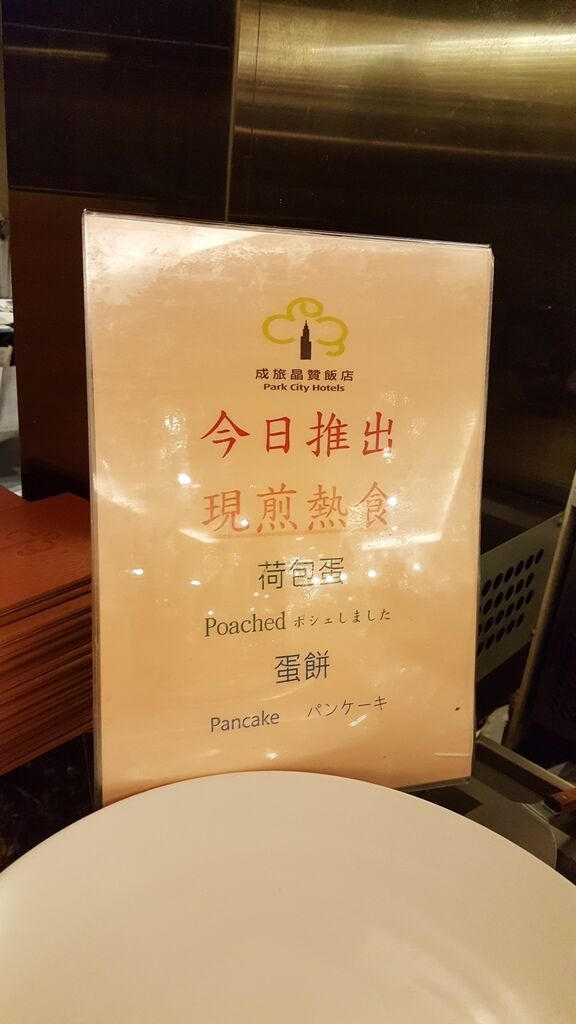 成旅晶贊飯店
Park City Hotels
今日推出
現煎熱食
荷包蛋
Poached ポシェしました
蛋餅
Pancake パンケーキ